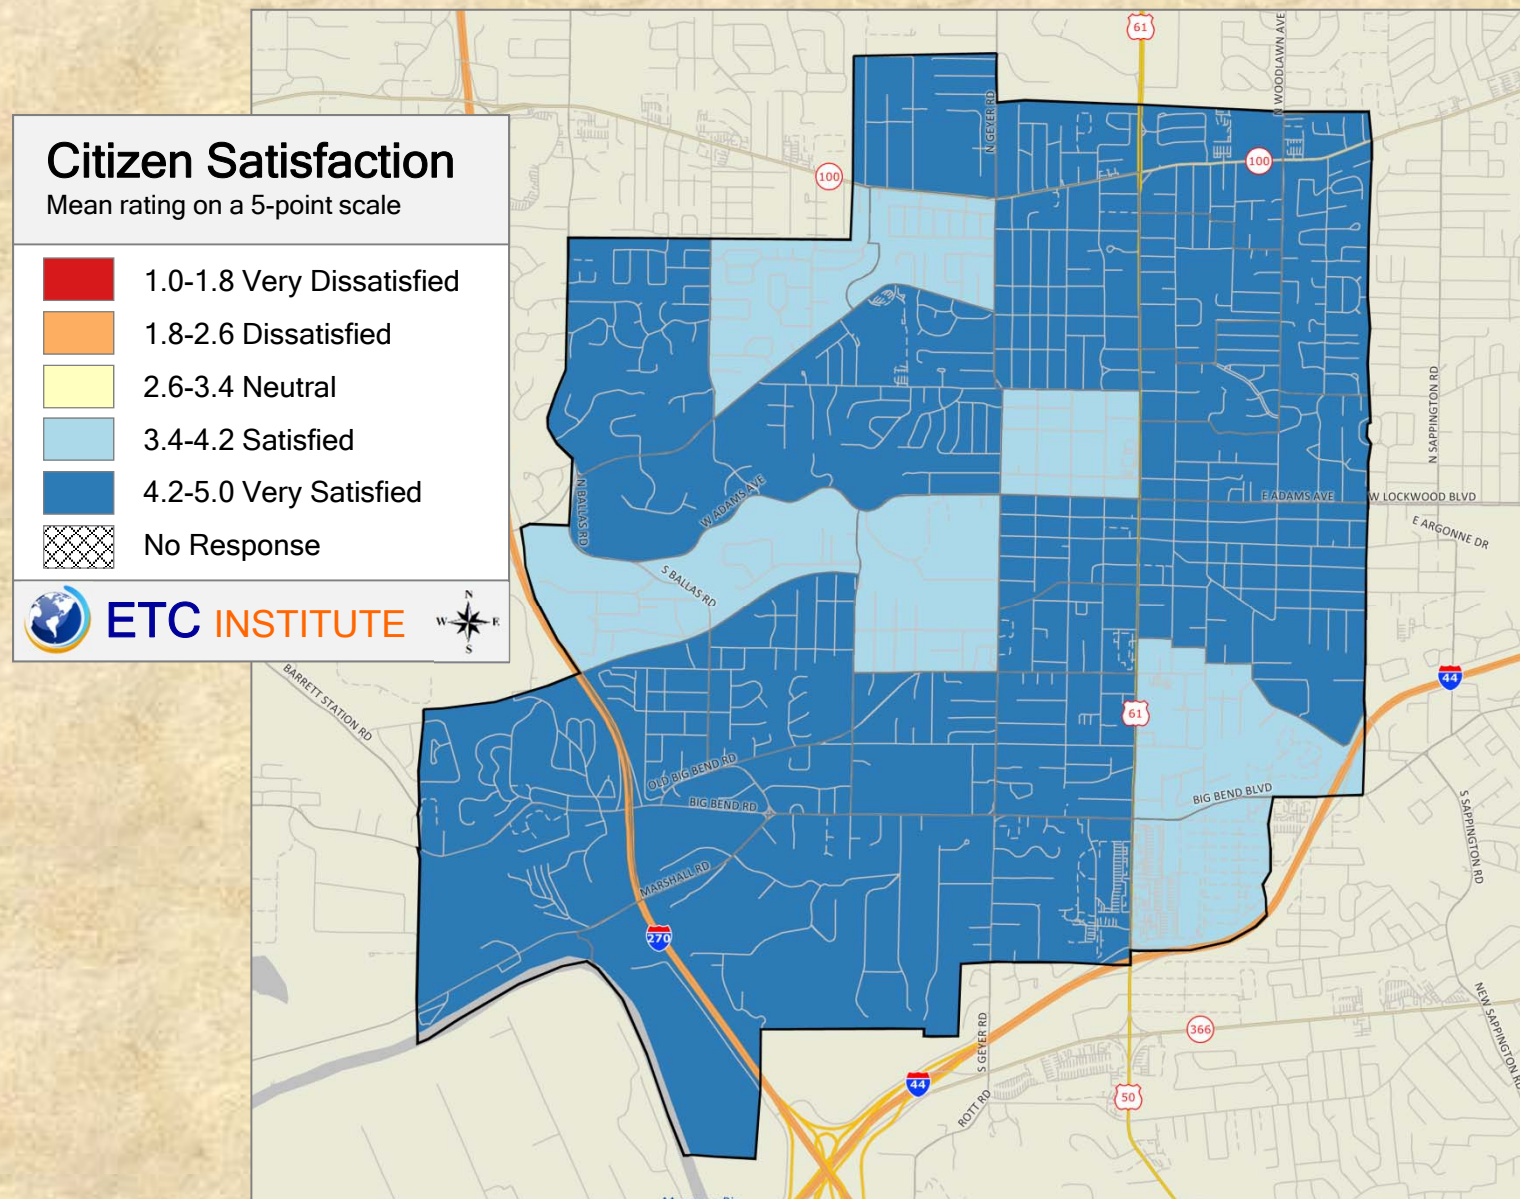 Citizen Satisfaction
Mean rating on a 5-point scale
1.0-1.8 Very Dissatisfied
1.8-2.6 Dissatisfied
2.6-3.4 Neutral
3.4-4.2 Satisfied
4.2-5.0 Very Satisfied
No Response
ETC INSTITUTE
N
W E
S
61
N WOODLAWN AVE
N GEYER RD
100
100
N SAPPINGTON RD
N BALLAS RD
W ADAMS AVE
E ADAMS AVE
W LOCKWOOD BLVD
E ARGONNE DR
S BALLAS RD
BARRETT STATION RD
44
61
OLD BIG BEND RD
BIG BEND RD
BIG BEND BLVD
S SAPPINGTON RD
MARSHALL RD
270
NEW SAPPINGTON RD
S GEYER RD
366
44
50
ROTT RD